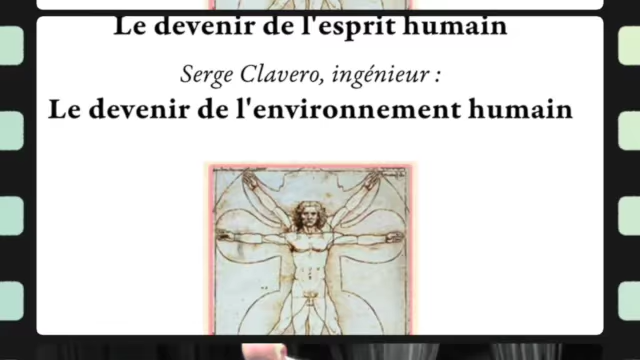 Le devenir de l'esprit humain
Serge Clavero, ingénieur :
Le devenir de l'environnement humain